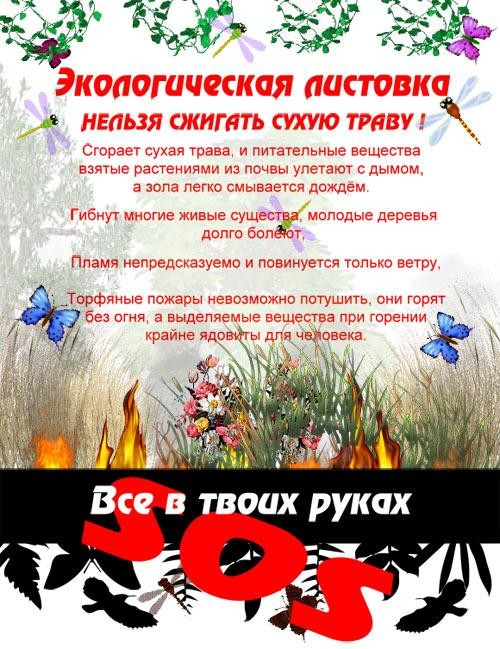 Экологическая листовка
НЕЛЬЗЯ СЖИГАТЬ СУХУЮ ТРАВУ !
Сгорает сухая трава, и питательные вещества
взятые растениями из почвы улетают с дымом,
а зола легко смывается дождём.
Гибнут многие живые существа, молодые деревья
долго болеют,
Пламя непредсказуемо и повинуется только ветру,
Торфяные пожары невозможно потушить, они горят
без огня, а выделяемые вещества при горении
крайне ядовиты для человека.
Все в твоих руках
SOS